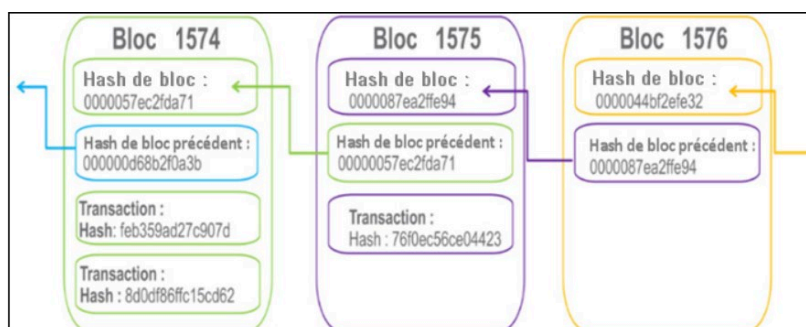 Bloc 1574
Hash de bloc :
0000057ec2fda71
Hash de bloc précédent :
000000d68b2f0a3b
Transaction :
Hash: feb359ad27c907d
Transaction :
Hash : 8d0df86ffc15cd62
Bloc 1575
Hash de bloc :
0000087ea2ffe94
Hash de bloc précédent :
00000057ec2fda71
Transaction :
Hash : 76f0ec56ce04423
Bloc 1576
Hash de bloc :
0000044bf2efe32
Hash de bloc précédent :
0000087ea2ffe94